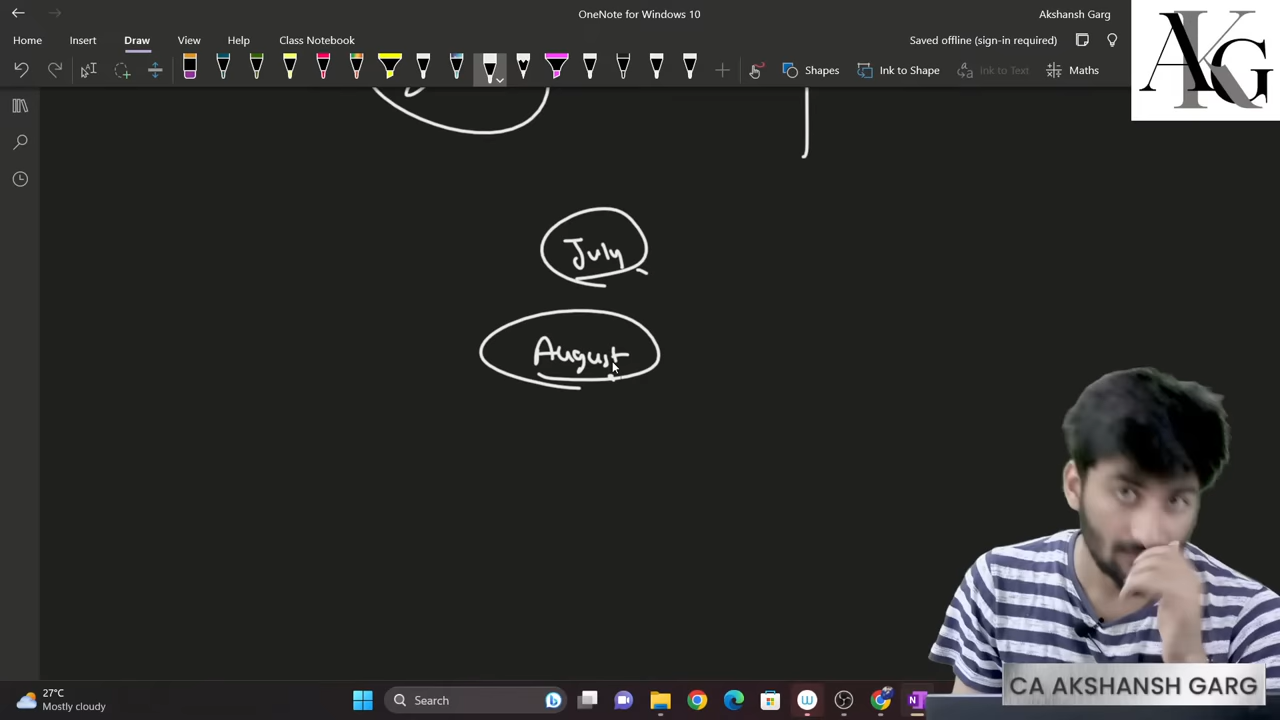 OneNote for Windows 10
Akshansh Garg
Home Insert Draw View Help Class Notebook
Saved offline (sign-in required)
Shapes Ink to Shape Ink to Text Maths
AKG
July
August
CA AKSHANSH GARG
27°C
Mostly cloudy
Search